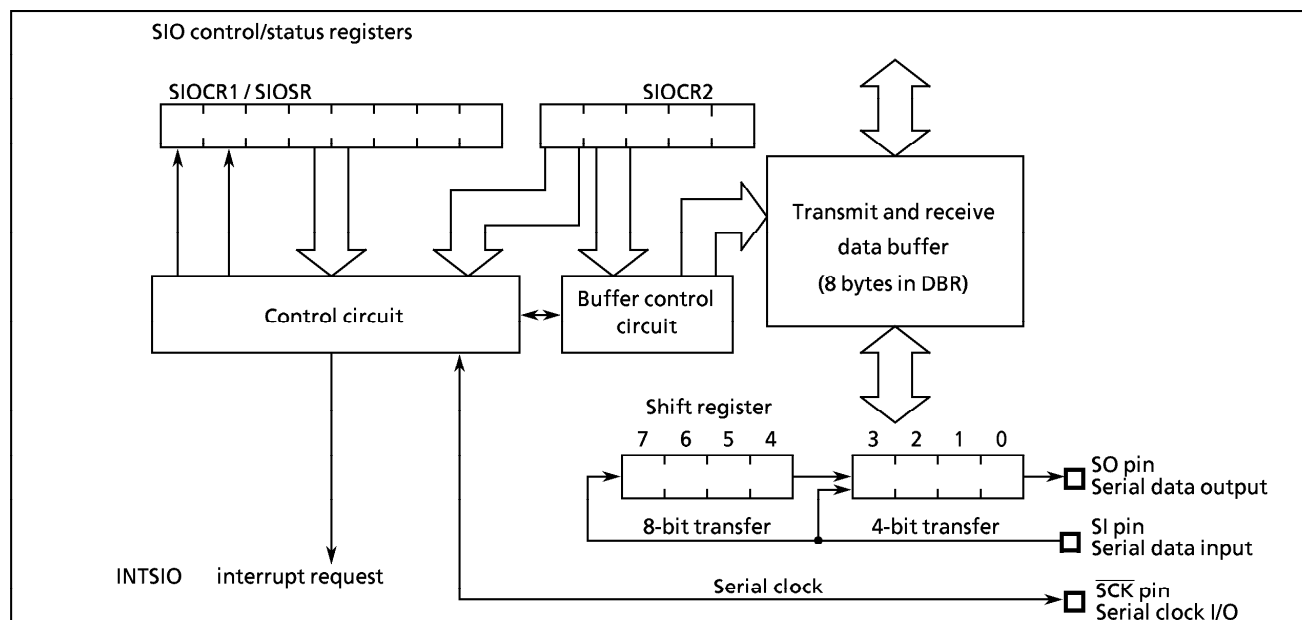 SIO control/status registers
SIOCR1 / SIOSR
SIOCR2
Transmit and receive
data buffer
(8 bytes in DBR)
Control circuit
Buffer control
circuit
Shift register
7 6 5 4 3 2 1 0
SO pin
Serial data output
8-bit transfer
4-bit transfer
SI pin
Serial data input
INTSIO interrupt request
Serial clock
SCK pin
Serial clock I/O